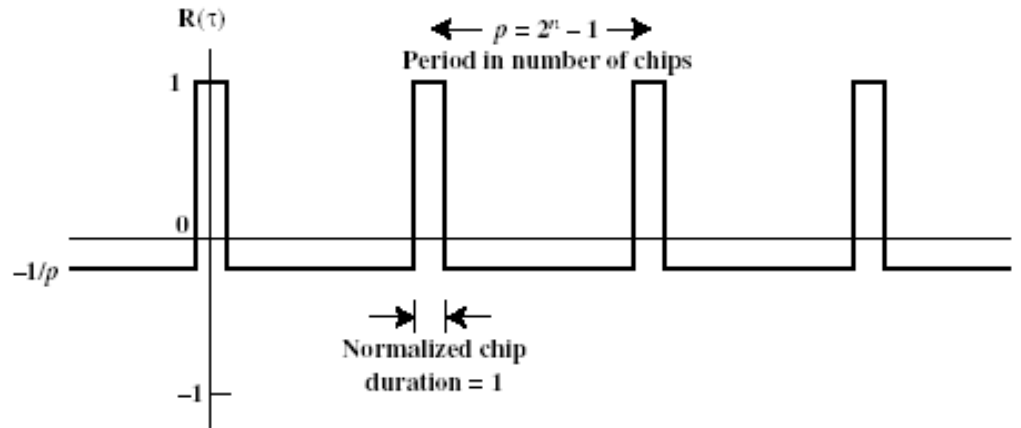 R(τ)
p = 2ⁿ – 1
Period in number of chips
1
0
–1/p
Normalized chip
duration = 1
–1